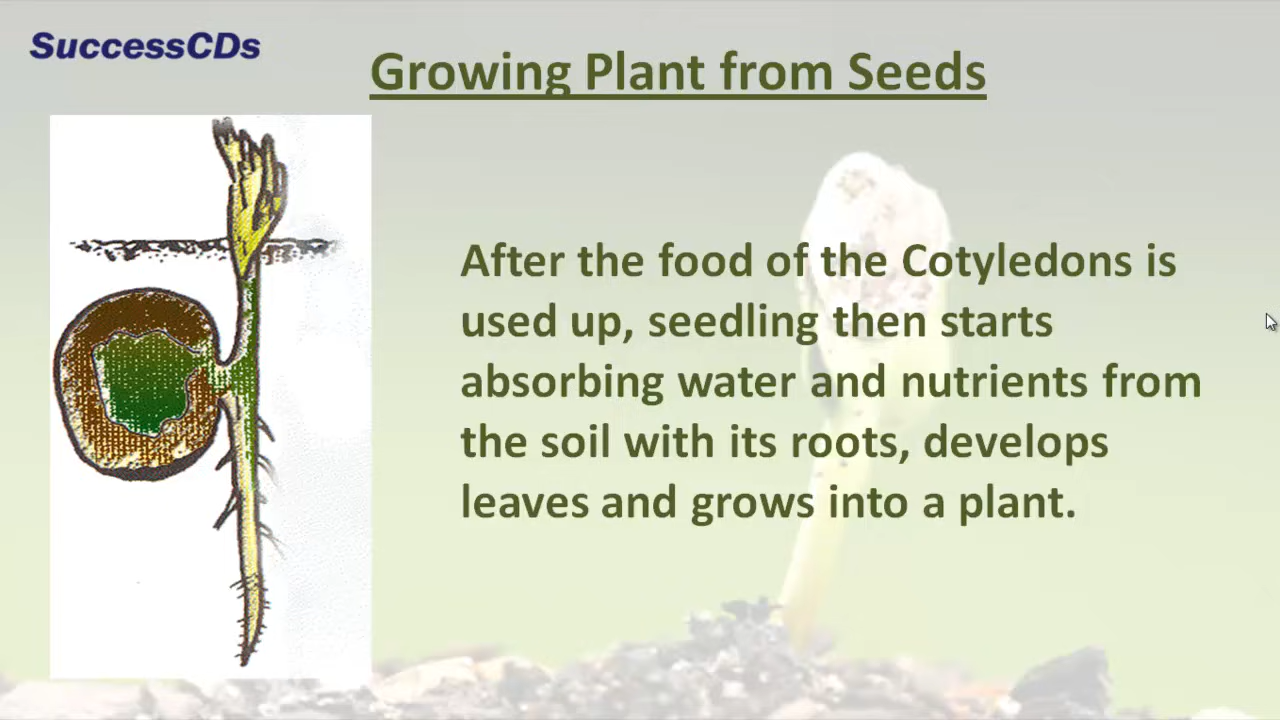 SuccessCDs
Growing Plant from Seeds
After the food of the Cotyledons is
used up, seedling then starts
absorbing water and nutrients from
the soil with its roots, develops
leaves and grows into a plant.